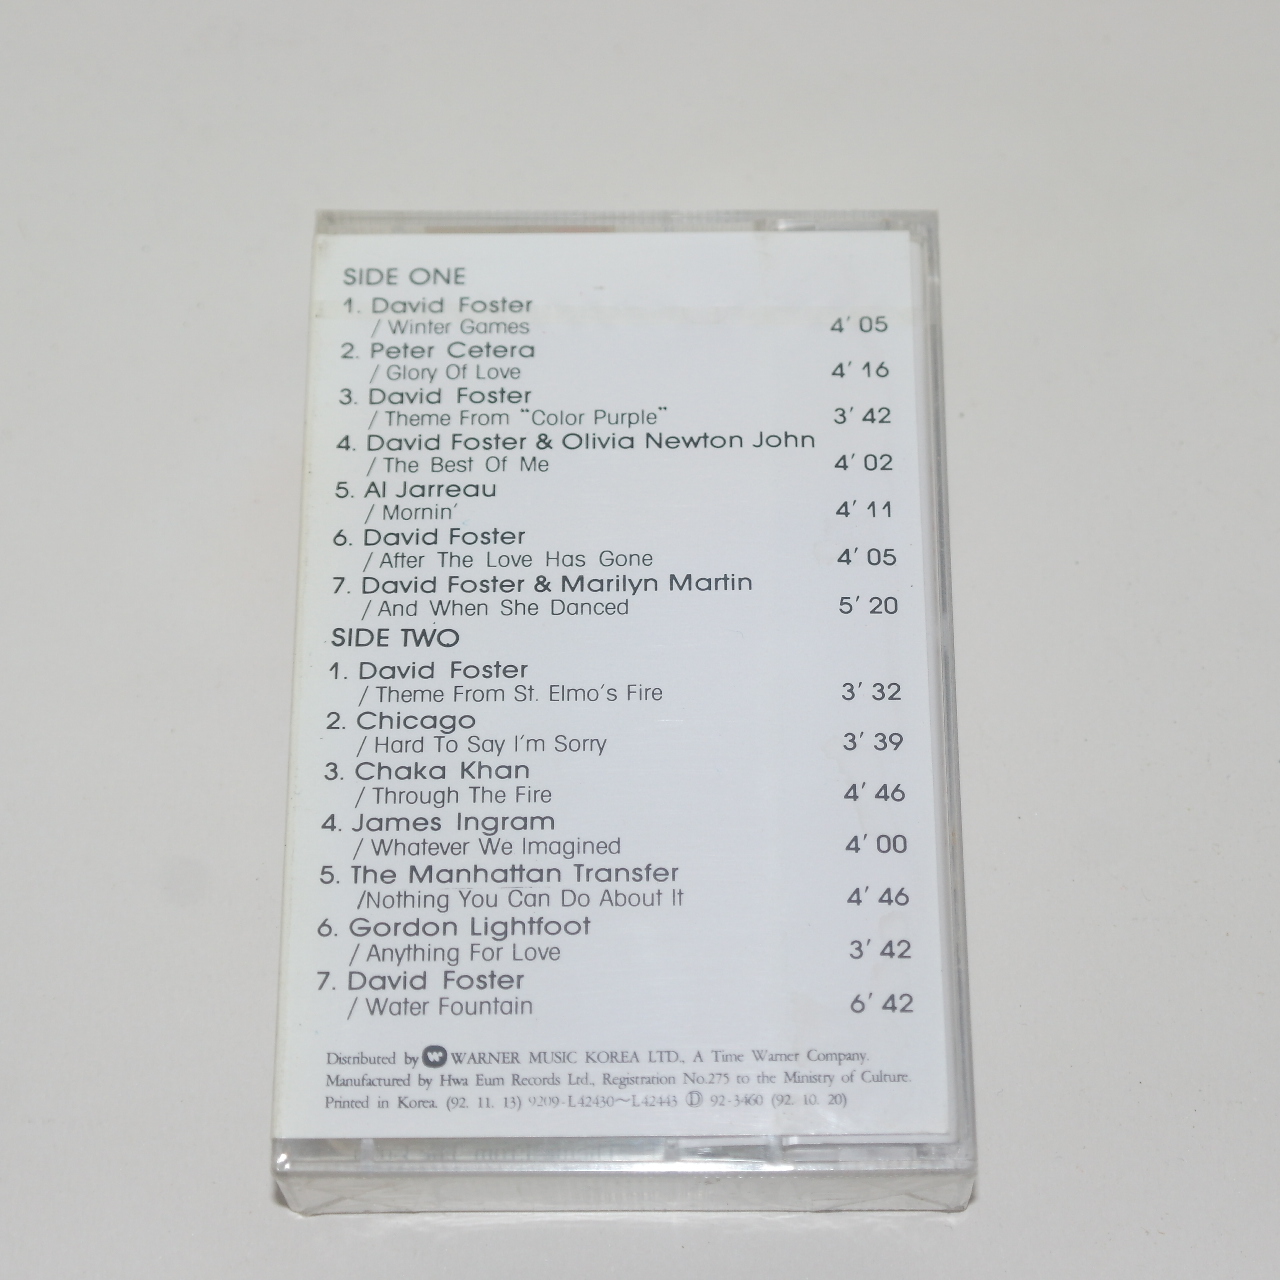 SIDE ONE
1. David Foster
/ Winter Games 4' 05
2. Peter Cetera
/ Glory Of Love 4' 16
3. David Foster
/ Theme From "Color Purple" 3' 42
4. David Foster & Olivia Newton John
/ The Best Of Me 4' 02
5. Al Jarreau
/ Mornin' 4' 11
6. David Foster
/ After The Love Has Gone 4' 05
7. David Foster & Marilyn Martin
/ And When She Danced 5' 20
SIDE TWO
1. David Foster
/ Theme From St. Elmo's Fire 3' 32
2. Chicago
/ Hard To Say I'm Sorry 3' 39
3. Chaka Khan
/ Through The Fire 4' 46
4. James Ingram
/ Whatever We Imagined 4' 00
5. The Manhattan Transfer
/Nothing You Can Do About It 4' 46
6. Gordon Lightfoot
/ Anything For Love 3' 42
7. David Foster
/ Water Fountain 6' 42
Distributed by WARNER MUSIC KOREA LTD., A Time Warner Company.
Manufactured by Hwa Eum Records Ltd., Registration No.275 to the Ministry of Culture.
Printed in Korea. (92. 11. 13) 9209-L42430~L42443 Ⓓ 92-3460 (92. 10. 20)